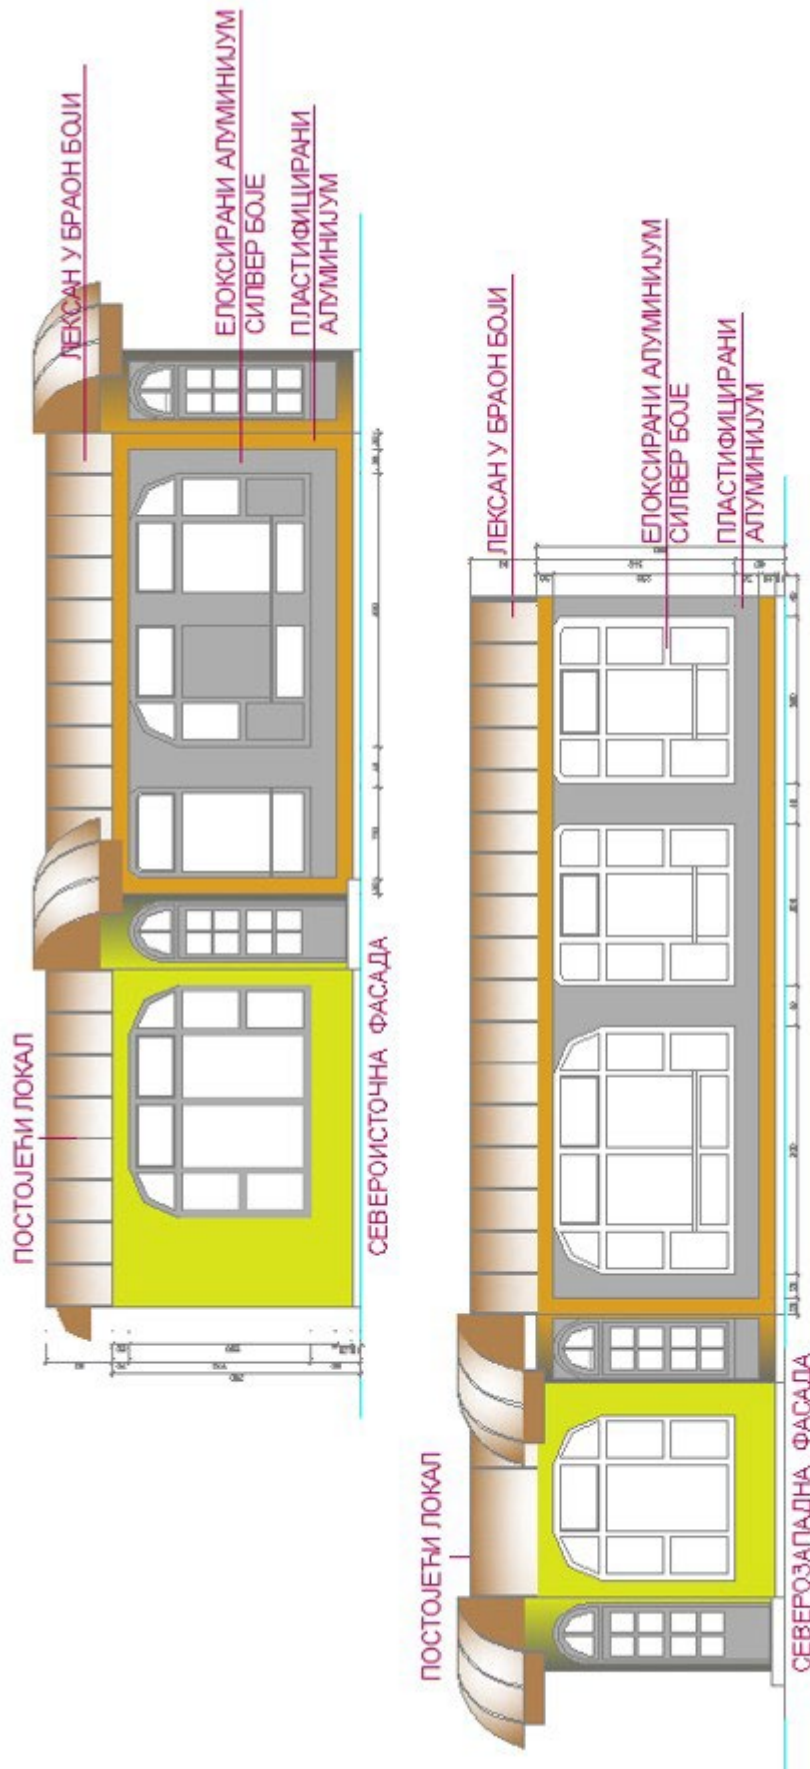 ПОСТОЈЕЋИ ЛОКАЛ
ЛЕКСАН У БРАОН БОЈИ
ЕЛОКСИРАНИ АЛУМИНИЈУМ
СИЛВЕР БОЈЕ
ПЛАСТИФИЦИРАНИ
АЛУМИНИЈУМ
СЕВЕРОИСТОЧНА ФАСАДА
ПОСТОЈЕЋИ ЛОКАЛ
ЛЕКСАН У БРАОН БОЈИ
ЕЛОКСИРАНИ АЛУМИНИЈУМ
СИЛВЕР БОЈЕ
ПЛАСТИФИЦИРАНИ
АЛУМИНИЈУМ
СЕВЕРОЗАПАДНА ФАСАДА